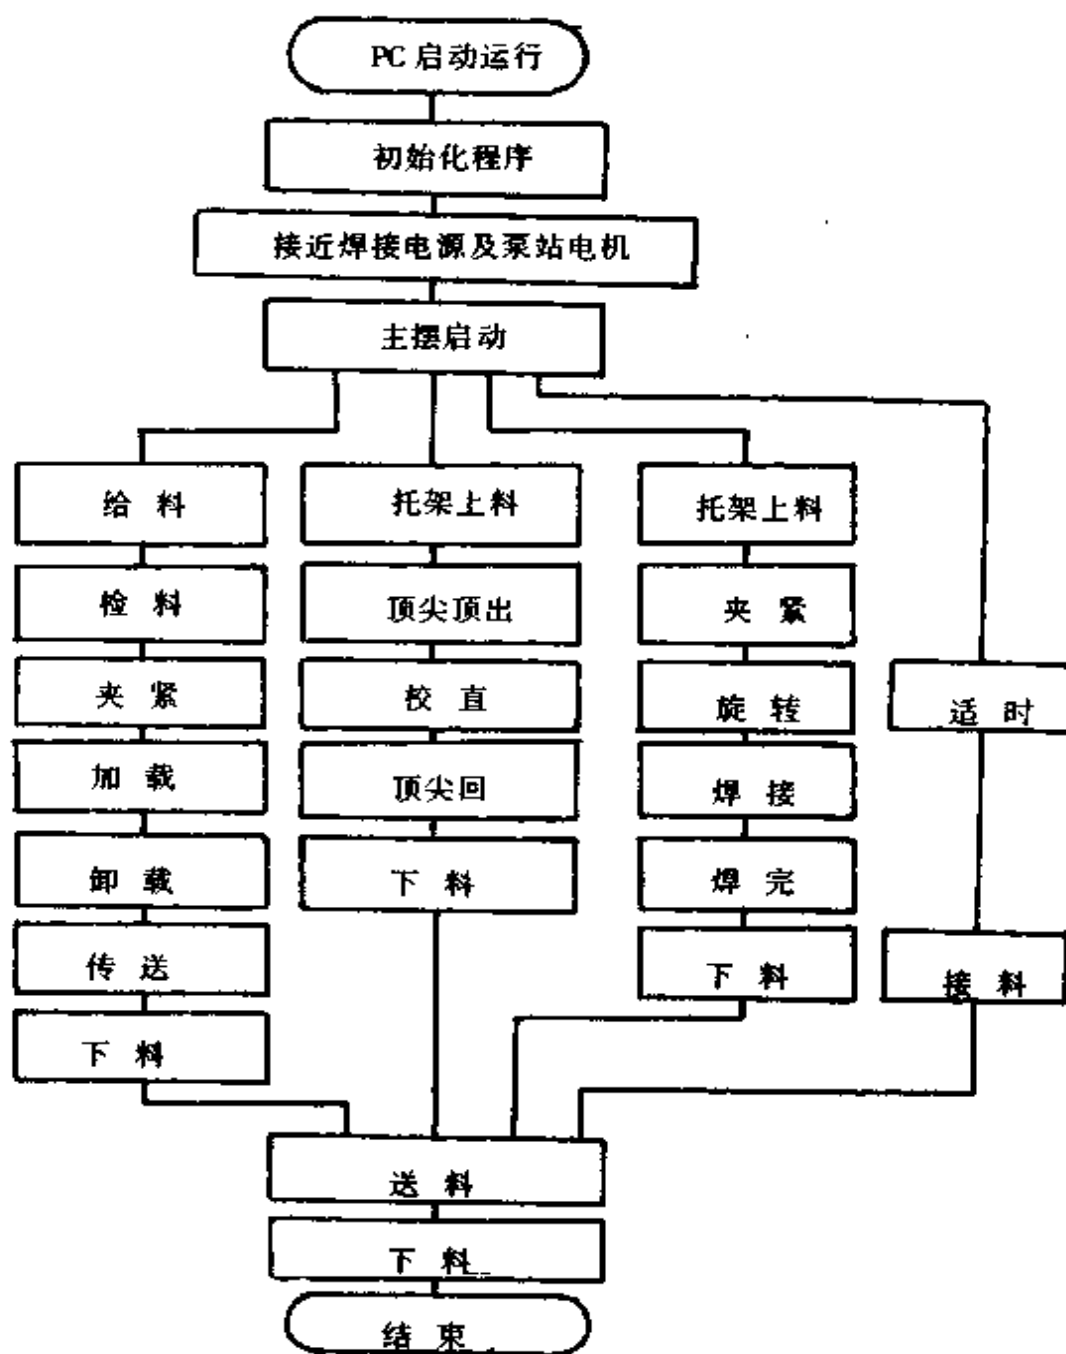 PC启动运行
初始化程序
接近焊接电源及泵站电机
主摆启动
给料
检料
夹紧
加载
卸载
传送
下料
托架上料
顶尖顶出
校直
顶尖回
下料
托架上料
夹紧
旋转
焊接
焊完
下料
适时
接料
送料
下料
结束